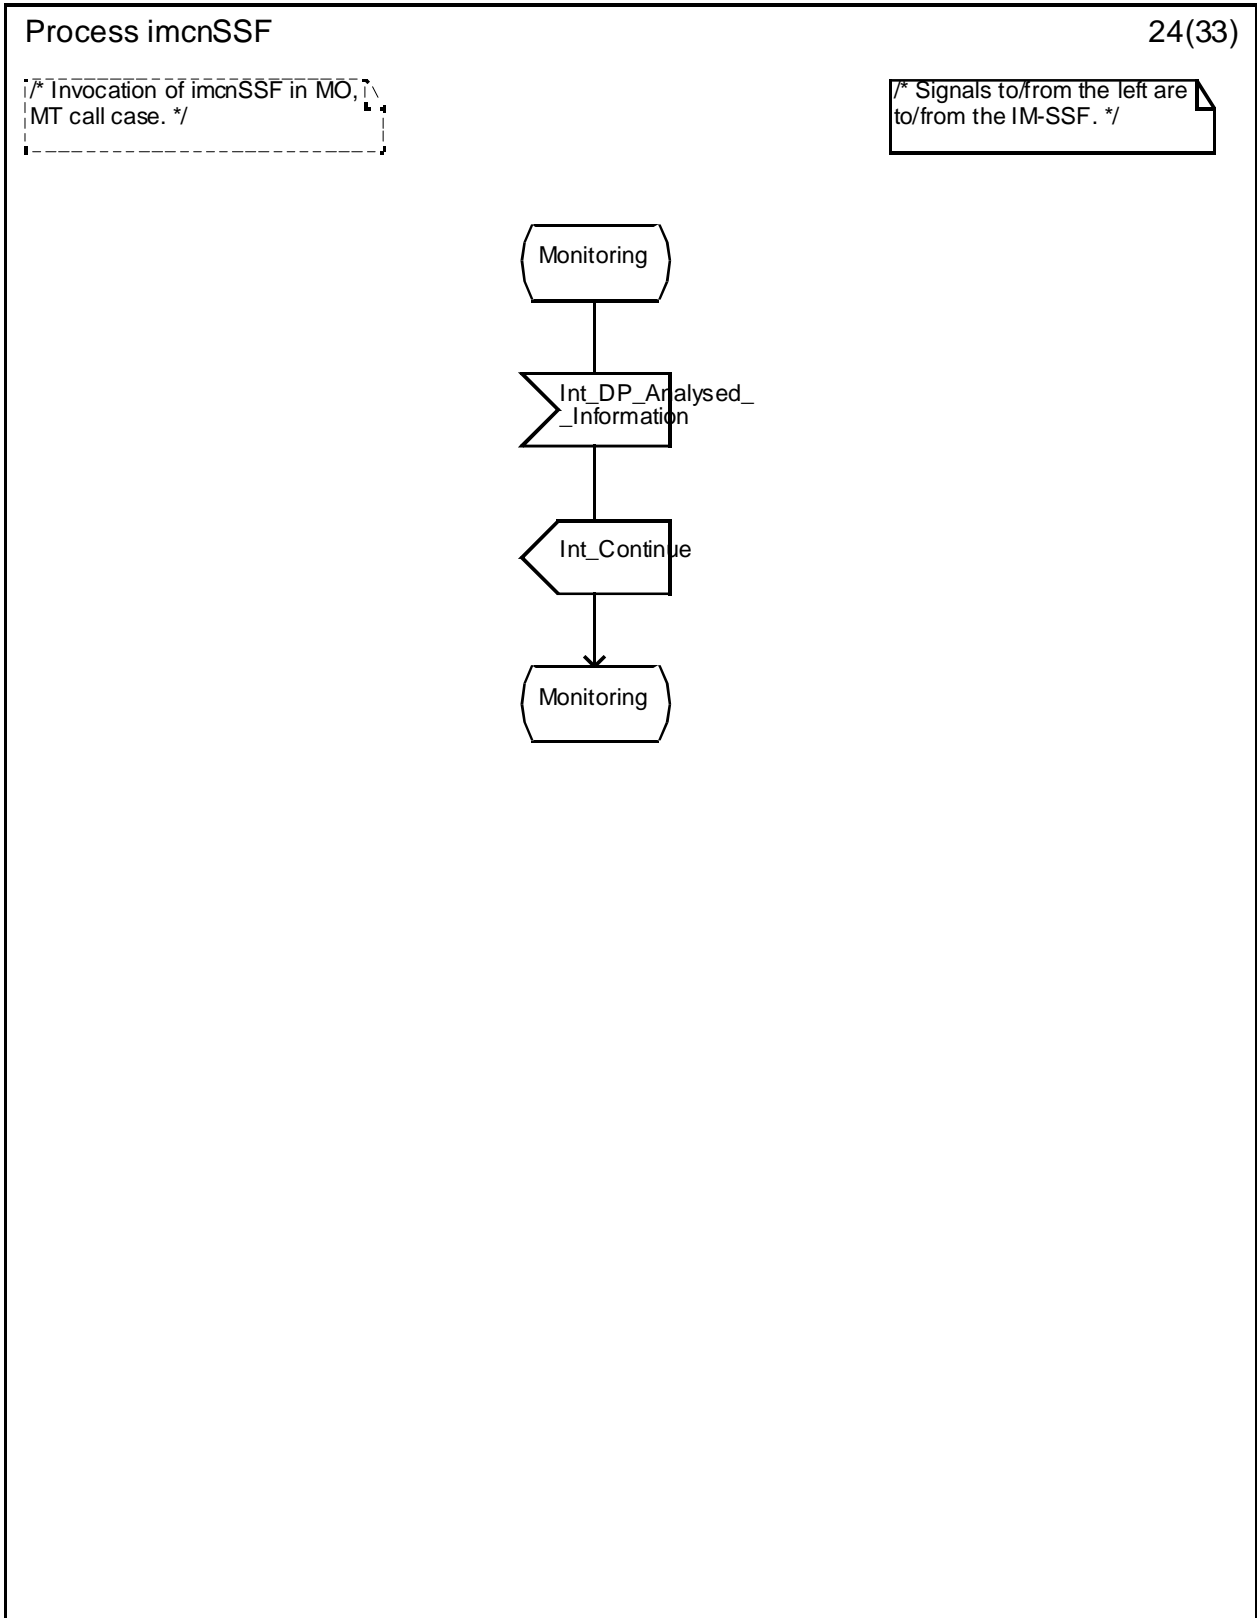 Process imcnSSF
24(33)
/* Invocation of imcnSSF in MO,
MT call case. */
/* Signals to/from the left are
to/from the IM-SSF. */
Monitoring
Int_DP_Analysed_
_Information
Int_Continue
Monitoring